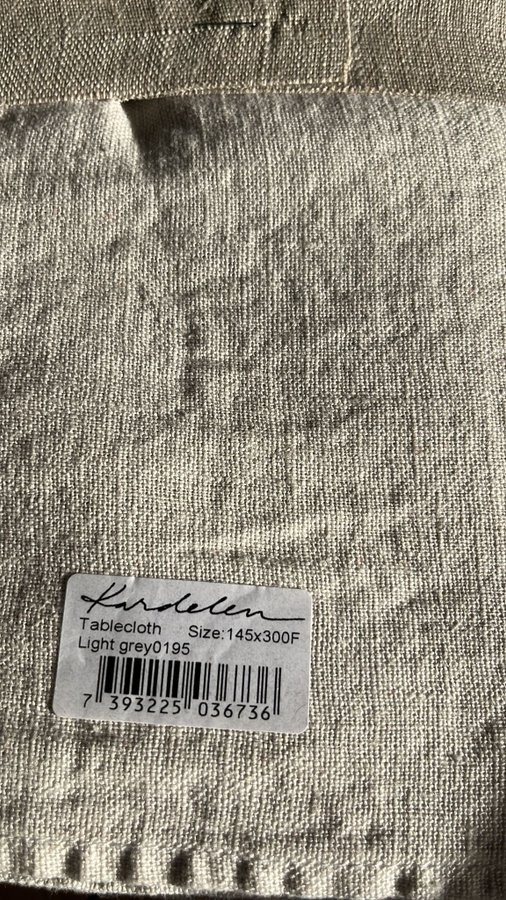 Kardelen
Tablecloth Size:145x300F
Light grey0195
7 393225 036736